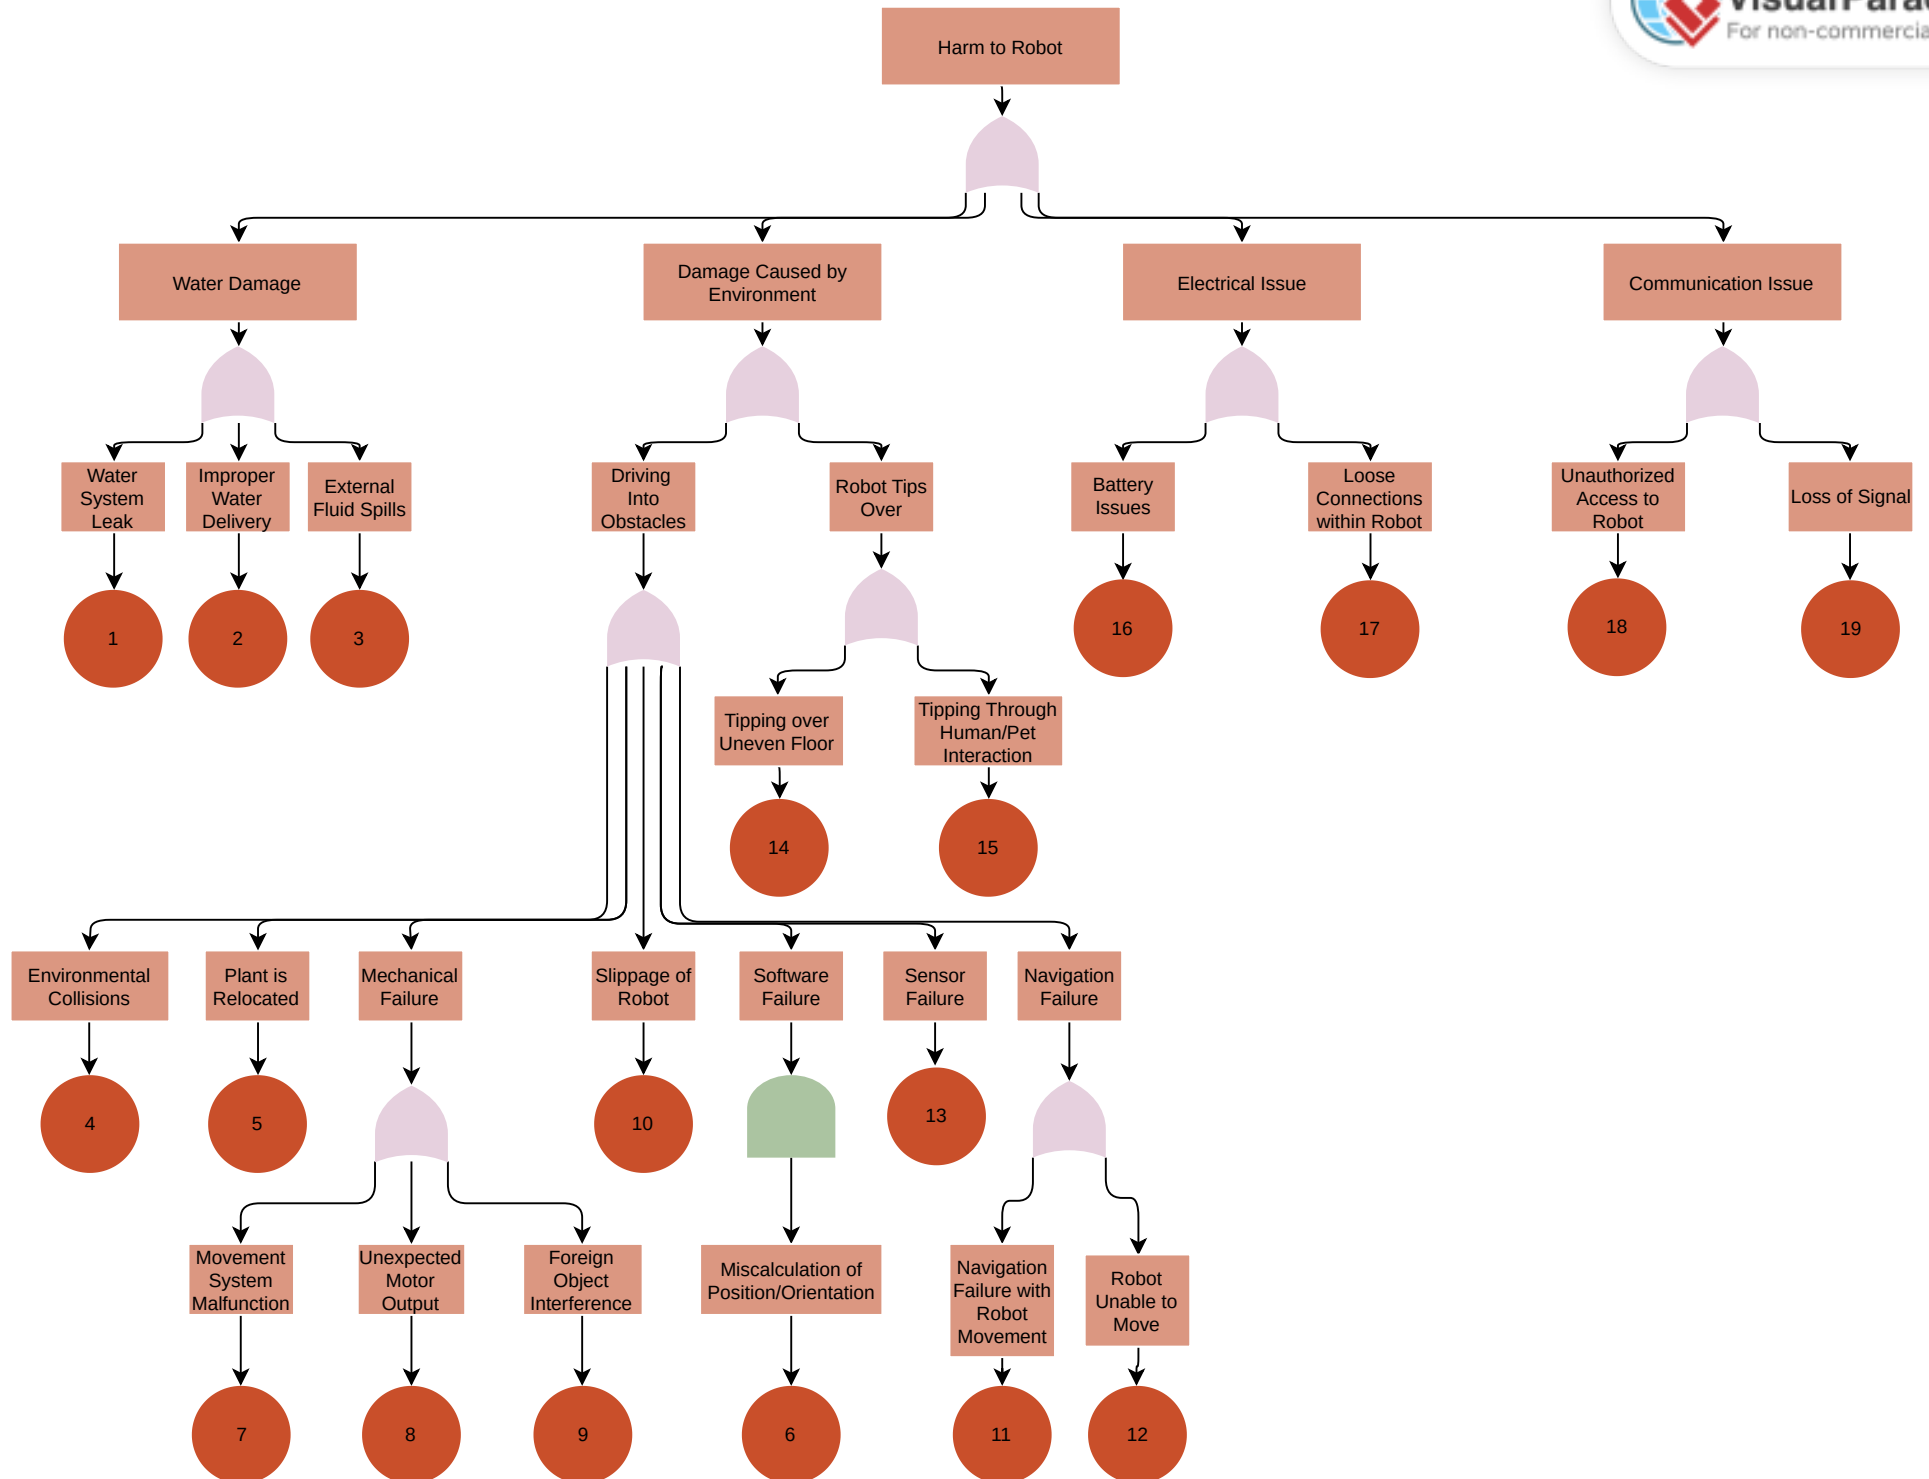 For non-commercia
Harm to Robot
Water Damage
Damage Caused by
Environment
Electrical Issue
Communication Issue
Water
System
Leak
Improper
Water
Delivery
External
Fluid Spills
Driving
Into
Obstacles
Robot Tips
Over
Battery
Issues
Loose
Connections
within Robot
Unauthorized
Access to
Robot
Loss of Signal
1
2
3
16
17
18
19
Tipping over
Uneven Floor
Tipping Through
Human/Pet
Interaction
14
15
Environmental
Collisions
Plant is
Relocated
Mechanical
Failure
Slippage of
Robot
Software
Failure
Sensor
Failure
Navigation
Failure
4
5
10
13
Movement
System
Malfunction
Unexpected
Motor
Output
Foreign
Object
Interference
Miscalculation of
Position/Orientation
Navigation
Failure with
Robot
Movement
Robot
Unable to
Move
7
8
9
6
11
12